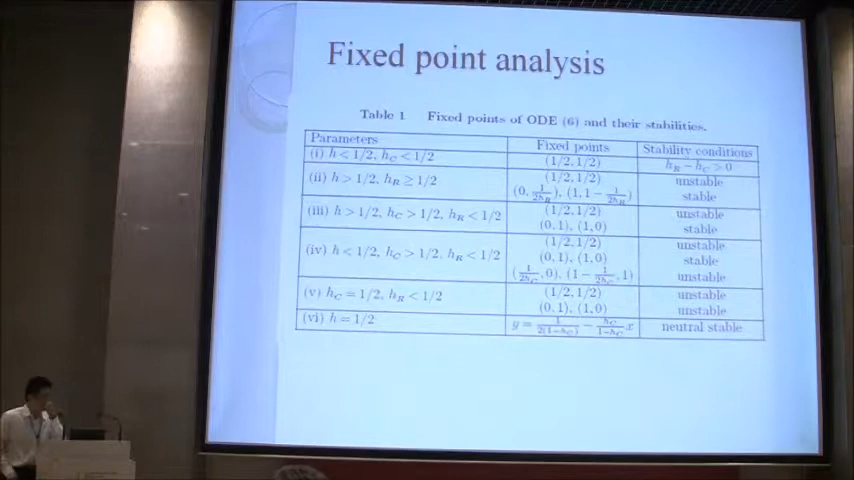 Fixed point analysis
Table 1 Fixed points of ODE (6) and their stabilities.
Parameters Fixed points Stability conditions
(i) h < 1/2, h_C < 1/2 (1/2, 1/2) h_R − h_C > 0
(ii) h > 1/2, h_R ≥ 1/2 (1/2, 1/2) unstable
(0, 1/2h_R), (1, 1 − 1/2h_R) stable
(iii) h > 1/2, h_C > 1/2, h_R < 1/2 (1/2, 1/2) unstable
(0, 1), (1, 0) stable
(iv) h < 1/2, h_C > 1/2, h_R < 1/2 (1/2, 1/2) unstable
(0, 1), (1, 0) stable
(1/2h_C, 0), (1 − 1/2h_C, 1) unstable
(v) h_C = 1/2, h_R < 1/2 (1/2, 1/2) unstable
(0, 1), (1, 0) unstable
(vi) h = 1/2 y = 1/2(1−h_C) − h_C/1−h_C x neutral stable